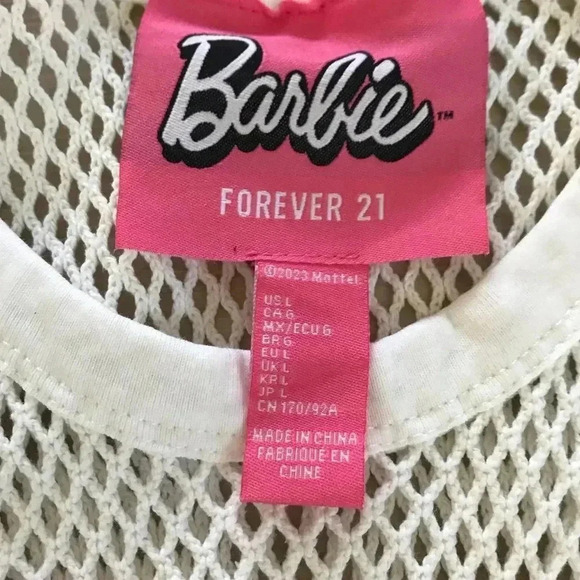 Barbie™
FOREVER 21
©2023 Mattel
US L
CA G
MX/ECU G
BR G
EU L
UK L
KR L
JP L
CN 170/92A
MADE IN CHINA
FABRIQUÉ EN
CHINE